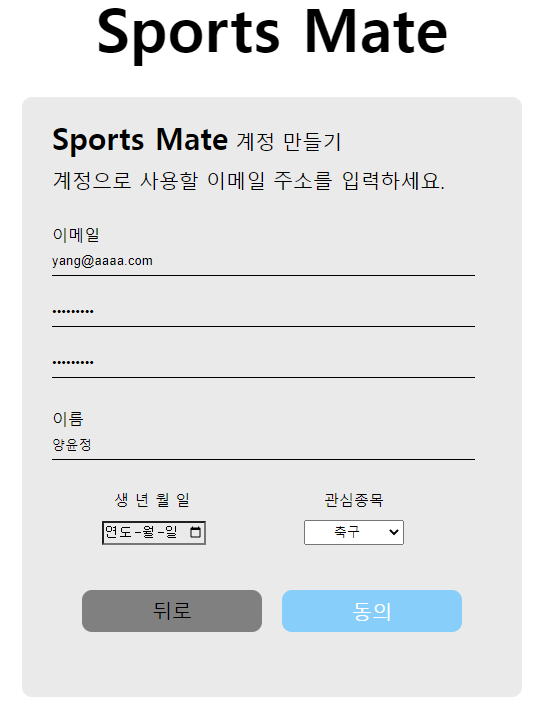 Sports Mate
Sports Mate 계정 만들기
계정으로 사용할 이메일 주소를 입력하세요.
이메일
yang@aaaa.com
•••••••••
•••••••••
이름
양윤정
생 년 월 일 관심종목
연도-월-일 축구
뒤로 동의